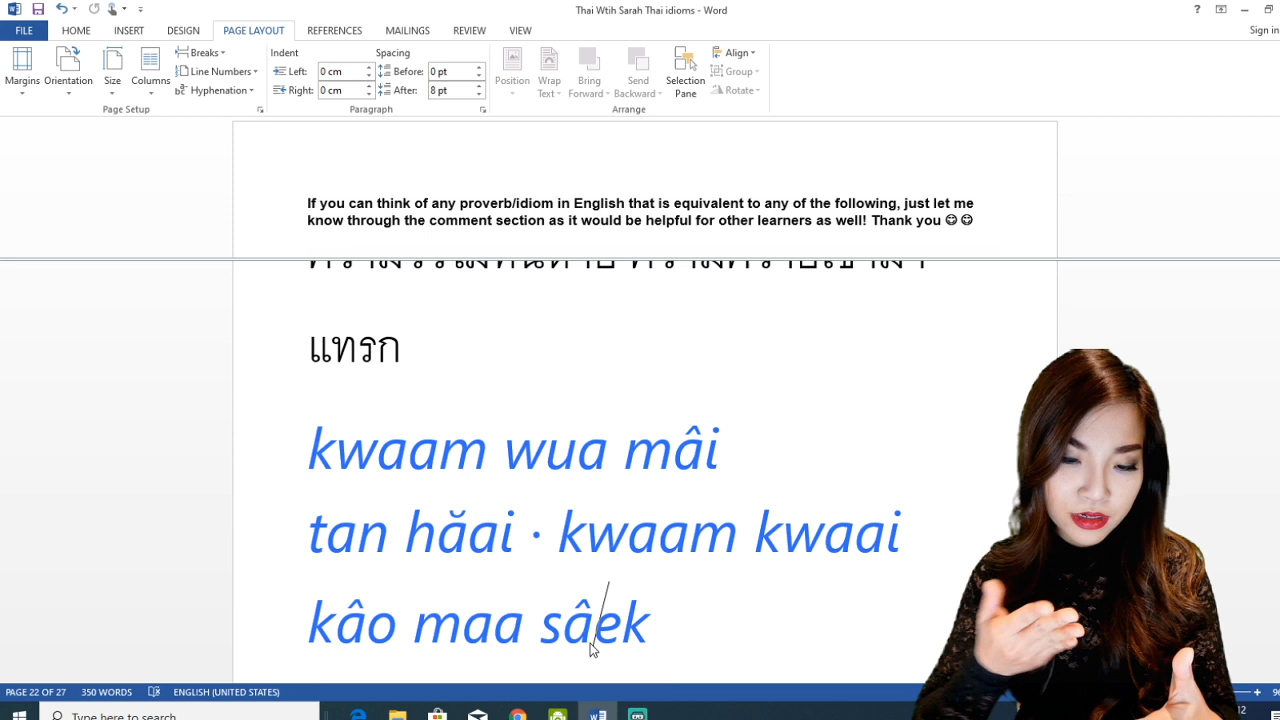 Thai Wtih Sarah Thai idioms - Word
?
Sign in
FILE HOME INSERT DESIGN PAGE LAYOUT REFERENCES MAILINGS REVIEW VIEW
Margins Orientation Size Columns
Breaks
Line Numbers
Hyphenation
Page Setup
Indent Spacing
Left: 0 cm Before: 0 pt
Right: 0 cm After: 8 pt
Paragraph
Position Wrap Text Bring Forward Send Backward Selection Pane
Align
Group
Rotate
Arrange
If you can think of any proverb/idiom in English that is equivalent to any of the following, just let me
know through the comment section as it would be helpful for other learners as well! Thank you 😊 😊
แทรก
kwaam wua mâi
tan hăai · kwaam kwaai
kâo maa sâek
PAGE 22 OF 27 350 WORDS ENGLISH (UNITED STATES)
Type here to search
12